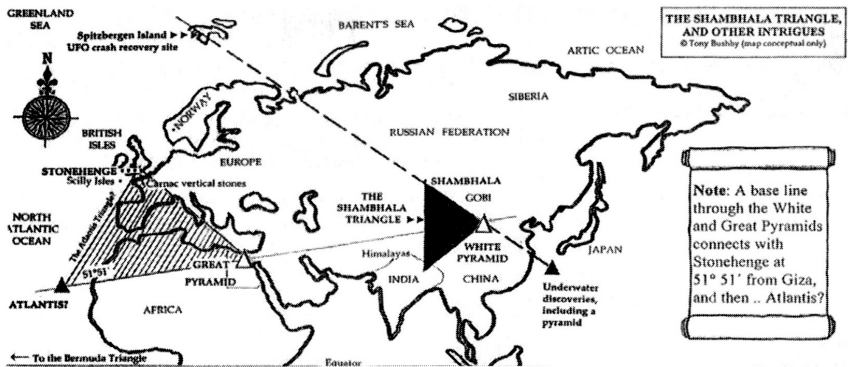 GREENLAND
SEA
Spitzbergen Island ►►
UFO crash recovery site
BARENT'S SEA
THE SHAMBHALA TRIANGLE,
AND OTHER INTRIGUES
© Tony Bushby (map conceptual only)
ARTIC OCEAN
N
SIBERIA
NORWAY
RUSSIAN FEDERATION
BRITISH
ISLES
EUROPE
STONEHENGE
Scilly Isles
Carnac vertical stones
SHAMBHALA
GOBI
THE
SHAMBHALA
TRIANGLE ►►
NORTH
ATLANTIC
OCEAN
The Atlantis Triangle?
WHITE
PYRAMID
JAPAN
Himalayas
INDIA
CHINA
51°51'
GREAT
PYRAMID
ATLANTIS?
AFRICA
Underwater
discoveries,
including a
pyramid
← To the Bermuda Triangle
Equator
Note: A base line
through the White
and Great Pyramids
connects with
Stonehenge at
51° 51′ from Giza,
and then .. Atlantis?